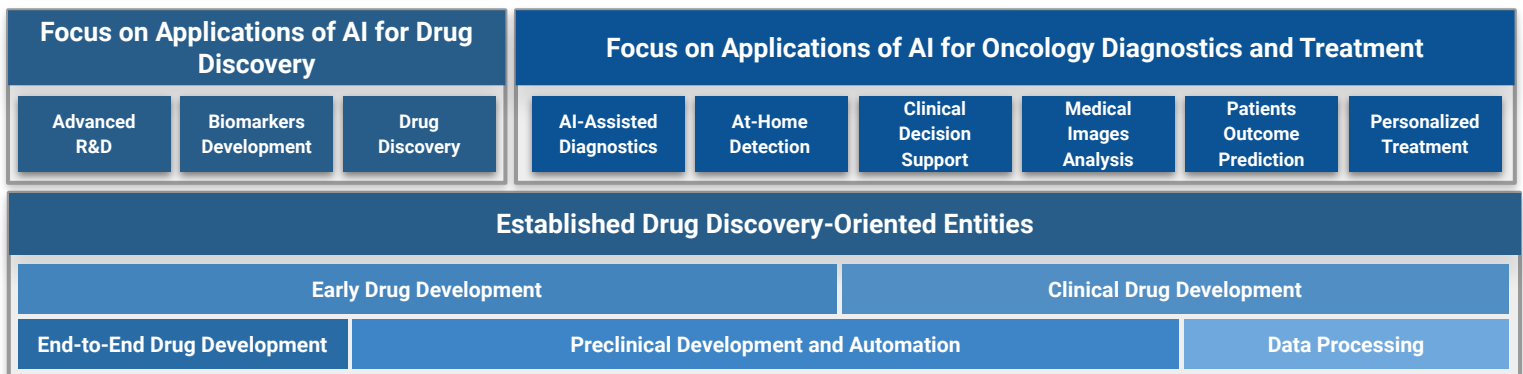 Focus on Applications of AI for Drug
Discovery
Focus on Applications of AI for Oncology Diagnostics and Treatment
Advanced
R&D
Biomarkers
Development
Drug
Discovery
AI-Assisted
Diagnostics
At-Home
Detection
Clinical
Decision
Support
Medical
Images
Analysis
Patients
Outcome
Prediction
Personalized
Treatment
Established Drug Discovery-Oriented Entities
Early Drug Development
Clinical Drug Development
End-to-End Drug Development
Preclinical Development and Automation
Data Processing